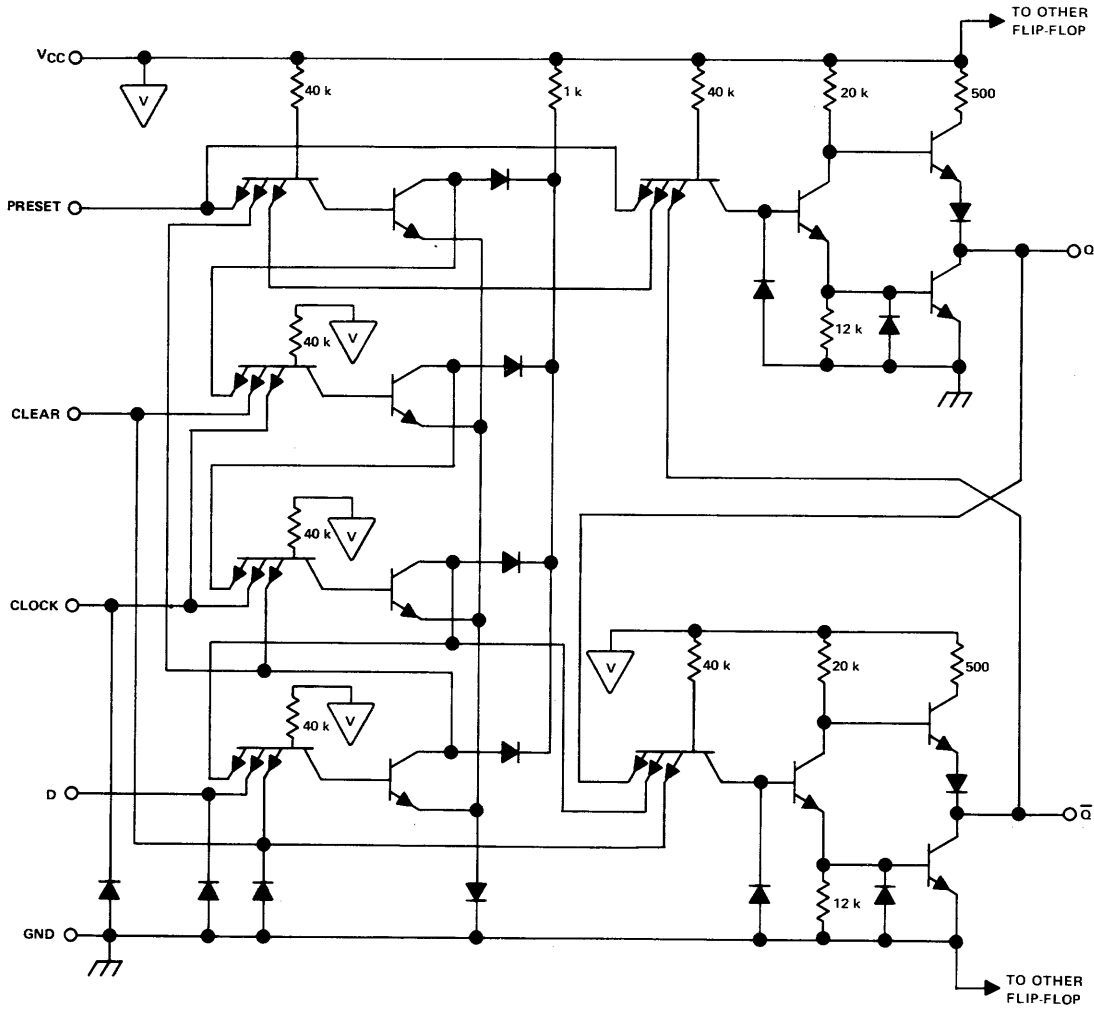 TO OTHER
FLIP-FLOP
VCC
V
40 k
1 k
40 k
20 k
500
PRESET
Q
40 k
V
12 k
CLEAR
40 k
V
CLOCK
V
40 k
20 k
500
40 k
V
D
Q̅
12 k
GND
TO OTHER
FLIP-FLOP